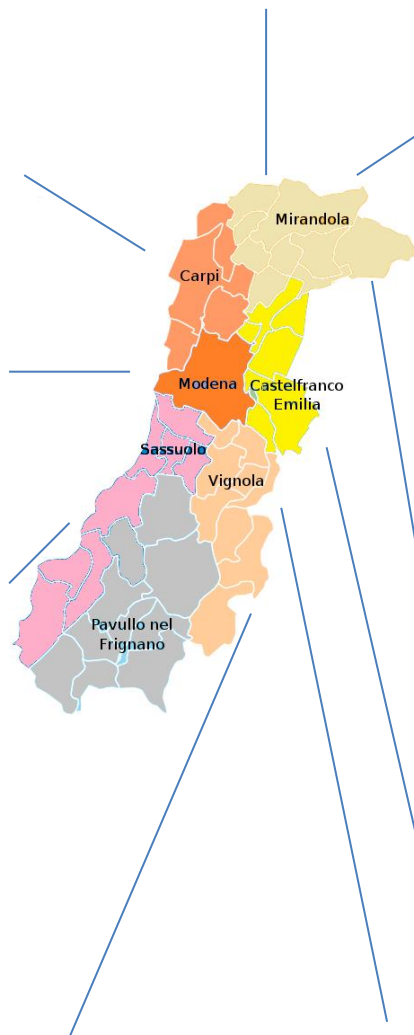 Mirandola
Carpi
Modena
Castelfranco
Emilia
Sassuolo
Vignola
Pavullo nel
Frignano